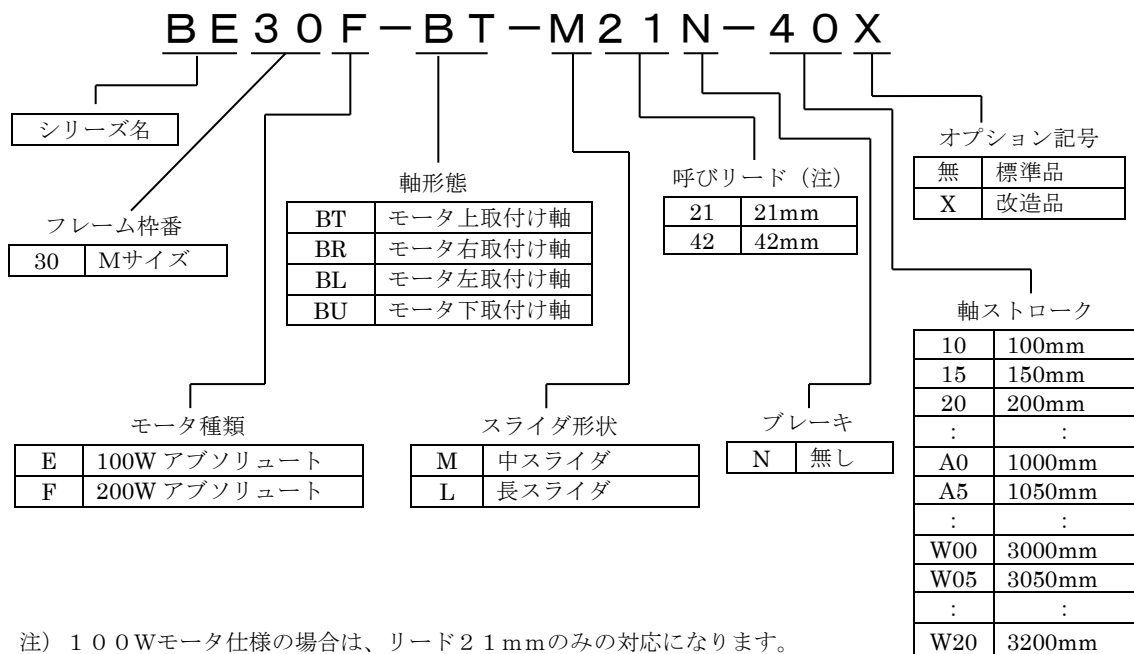 BE30F－BT－M21N－40X
シリーズ名
オプション記号
無 標準品
X 改造品
軸形態
BT モータ上取付け軸
BR モータ右取付け軸
BL モータ左取付け軸
BU モータ下取付け軸
呼びリード（注）
21 21mm
42 42mm
フレーム枠番
30 Mサイズ
軸ストローク
10 100mm
15 150mm
20 200mm
: :
A0 1000mm
A5 1050mm
: :
W00 3000mm
W05 3050mm
: :
W20 3200mm
モータ種類
E 100W アブソリュート
F 200W アブソリュート
スライダ形状
M 中スライダ
L 長スライダ
ブレーキ
N 無し
注）１００Wモータ仕様の場合は、リード２１ｍｍのみの対応になります。